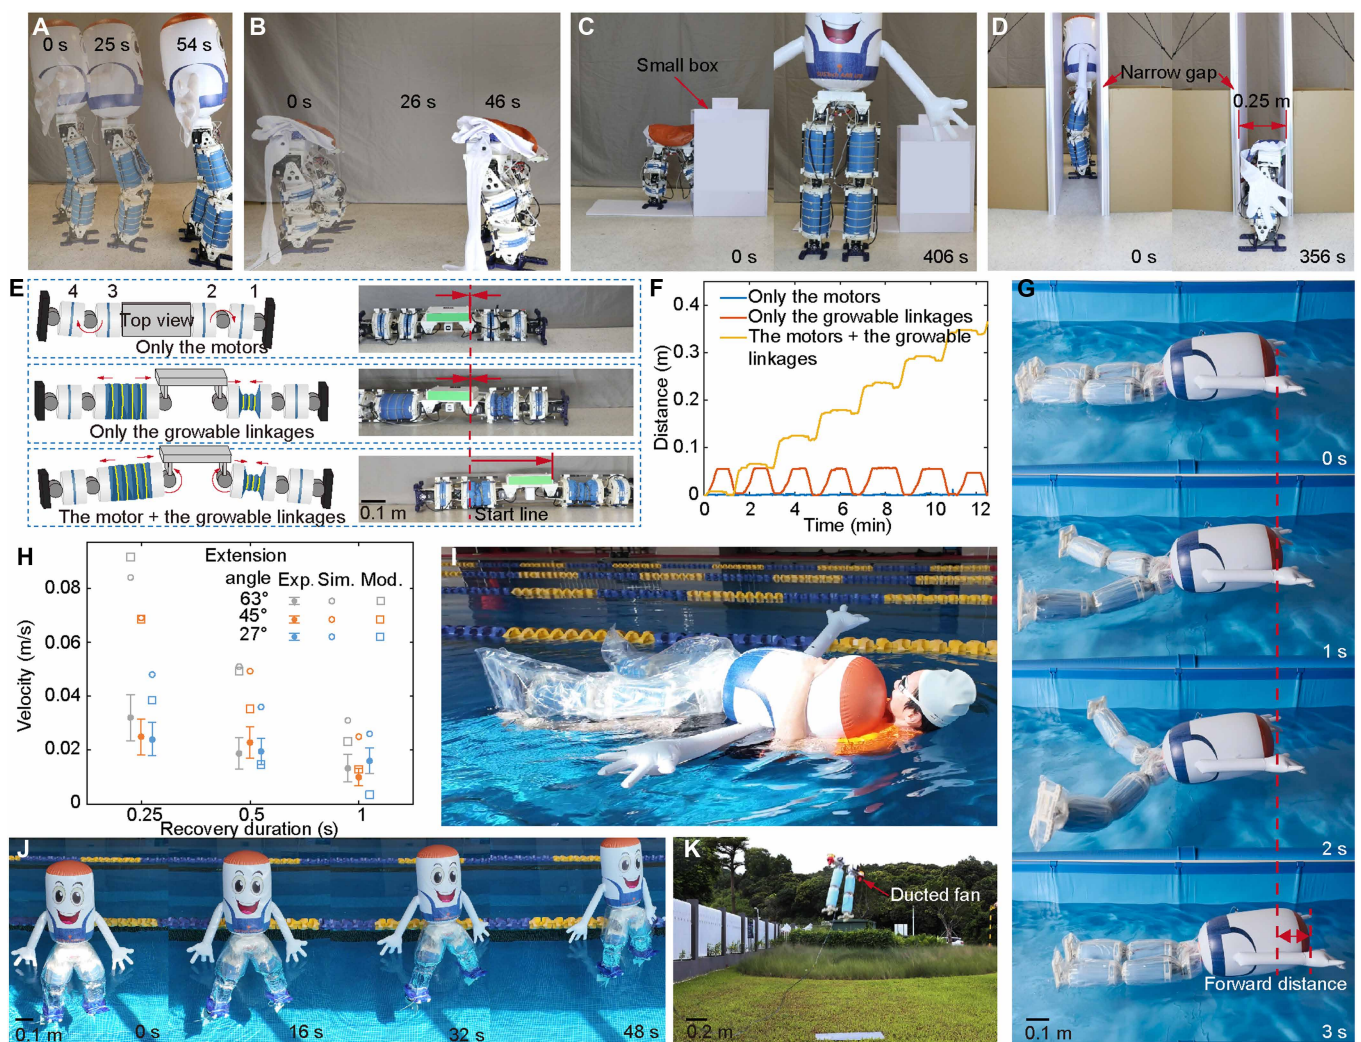 A
0 s
25 s
54 s
B
0 s
26 s
46 s
C
Small box
0 s
406 s
D
Narrow gap
0.25 m
0 s
356 s
E
4 3 2 1
Top view
Only the motors
Only the growable linkages
The motor + the growable linkages
0.1 m
Start line
F
Only the motors
Only the growable linkages
The motors + the growable
linkages
Distance (m)
0.4
0.3
0.2
0.1
0
0 2 4 6 8 10 12
Time (min)
G
0 s
1 s
2 s
Forward distance
0.1 m
3 s
H
Extension
angle Exp. Sim. Mod.
63°
45°
27°
Velocity (m/s)
0.08
0.06
0.04
0.02
0
0.25 0.5 1
Recovery duration (s)
I
J
0.1 m
0 s
16 s
32 s
48 s
K
Ducted fan
0.2 m